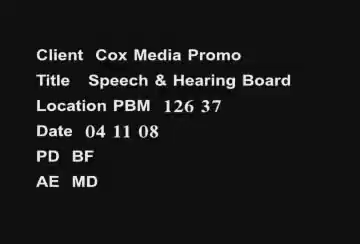 Client Cox Media Promo
Title Speech & Hearing Board
Location PBM 126 37
Date 04 11 08
PD BF
AE MD